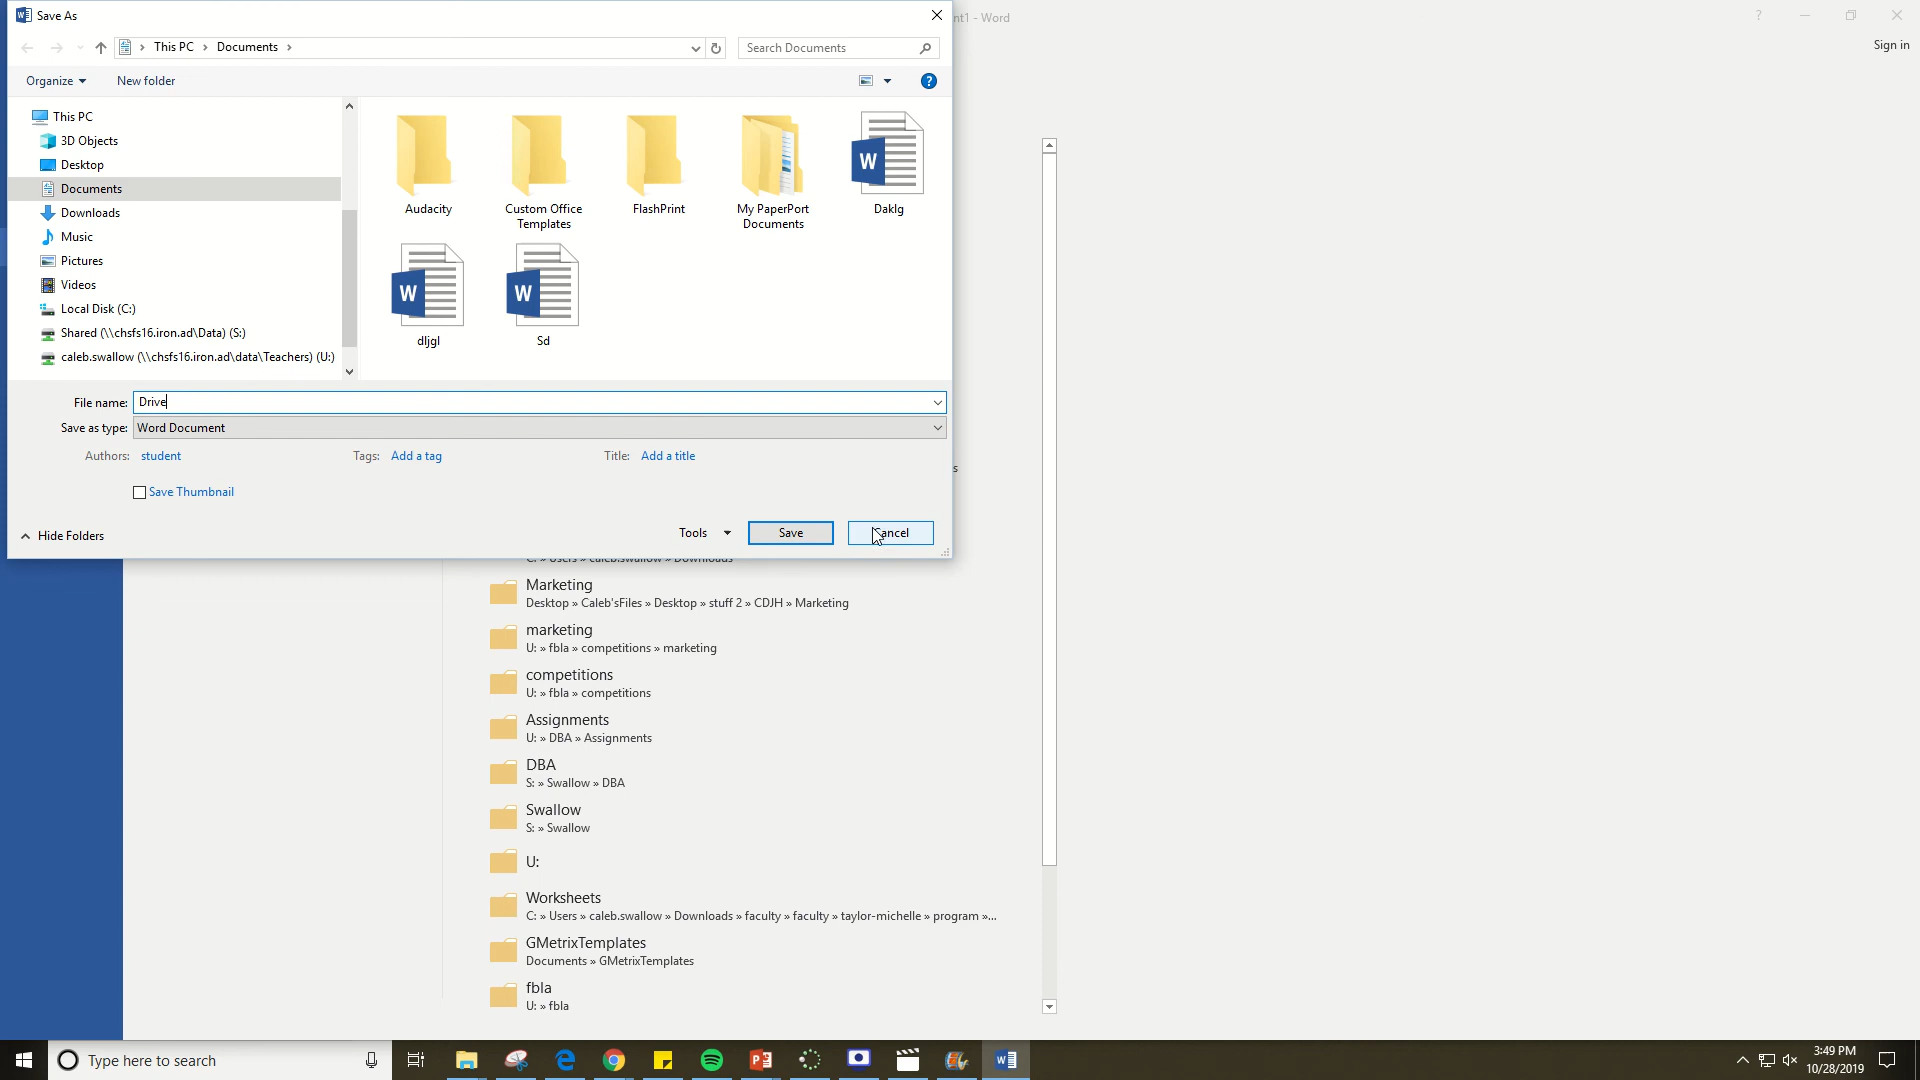 Save As
nt1 - Word
?
Sign in
This PC > Documents >
Search Documents
Organize
New folder
?
This PC
3D Objects
Desktop
Documents
Downloads
Music
Pictures
Videos
Local Disk (C:)
Shared (\\chsfs16.iron.ad\Data) (S:)
caleb.swallow (\\chsfs16.iron.ad\data\Teachers) (U:)
Audacity
Custom Office
Templates
FlashPrint
My PaperPort
Documents
W
Daklg
W
dljgl
W
Sd
File name: Drive
Save as type: Word Document
Authors: student Tags: Add a tag Title: Add a title
s
Save Thumbnail
Hide Folders
Tools
Save
Cancel
C: » Users » caleb.swallow » Downloads
Marketing
Desktop » Caleb'sFiles » Desktop » stuff 2 » CDJH » Marketing
marketing
U: » fbla » competitions » marketing
competitions
U: » fbla » competitions
Assignments
U: » DBA » Assignments
DBA
S: » Swallow » DBA
Swallow
S: » Swallow
U:
Worksheets
C: » Users » caleb.swallow » Downloads » faculty » faculty » taylor-michelle » program »...
GMetrixTemplates
Documents » GMetrixTemplates
fbla
U: » fbla
Type here to search
3:49 PM
10/28/2019